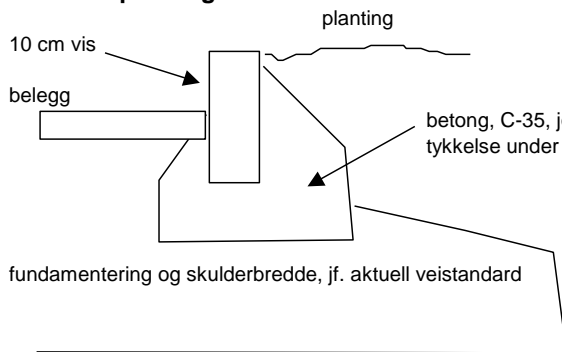 planting
10 cm vis
belegg
betong, C-35,
tykkelse under
fundamentering og skulderbredde, jf. aktuell veistandard